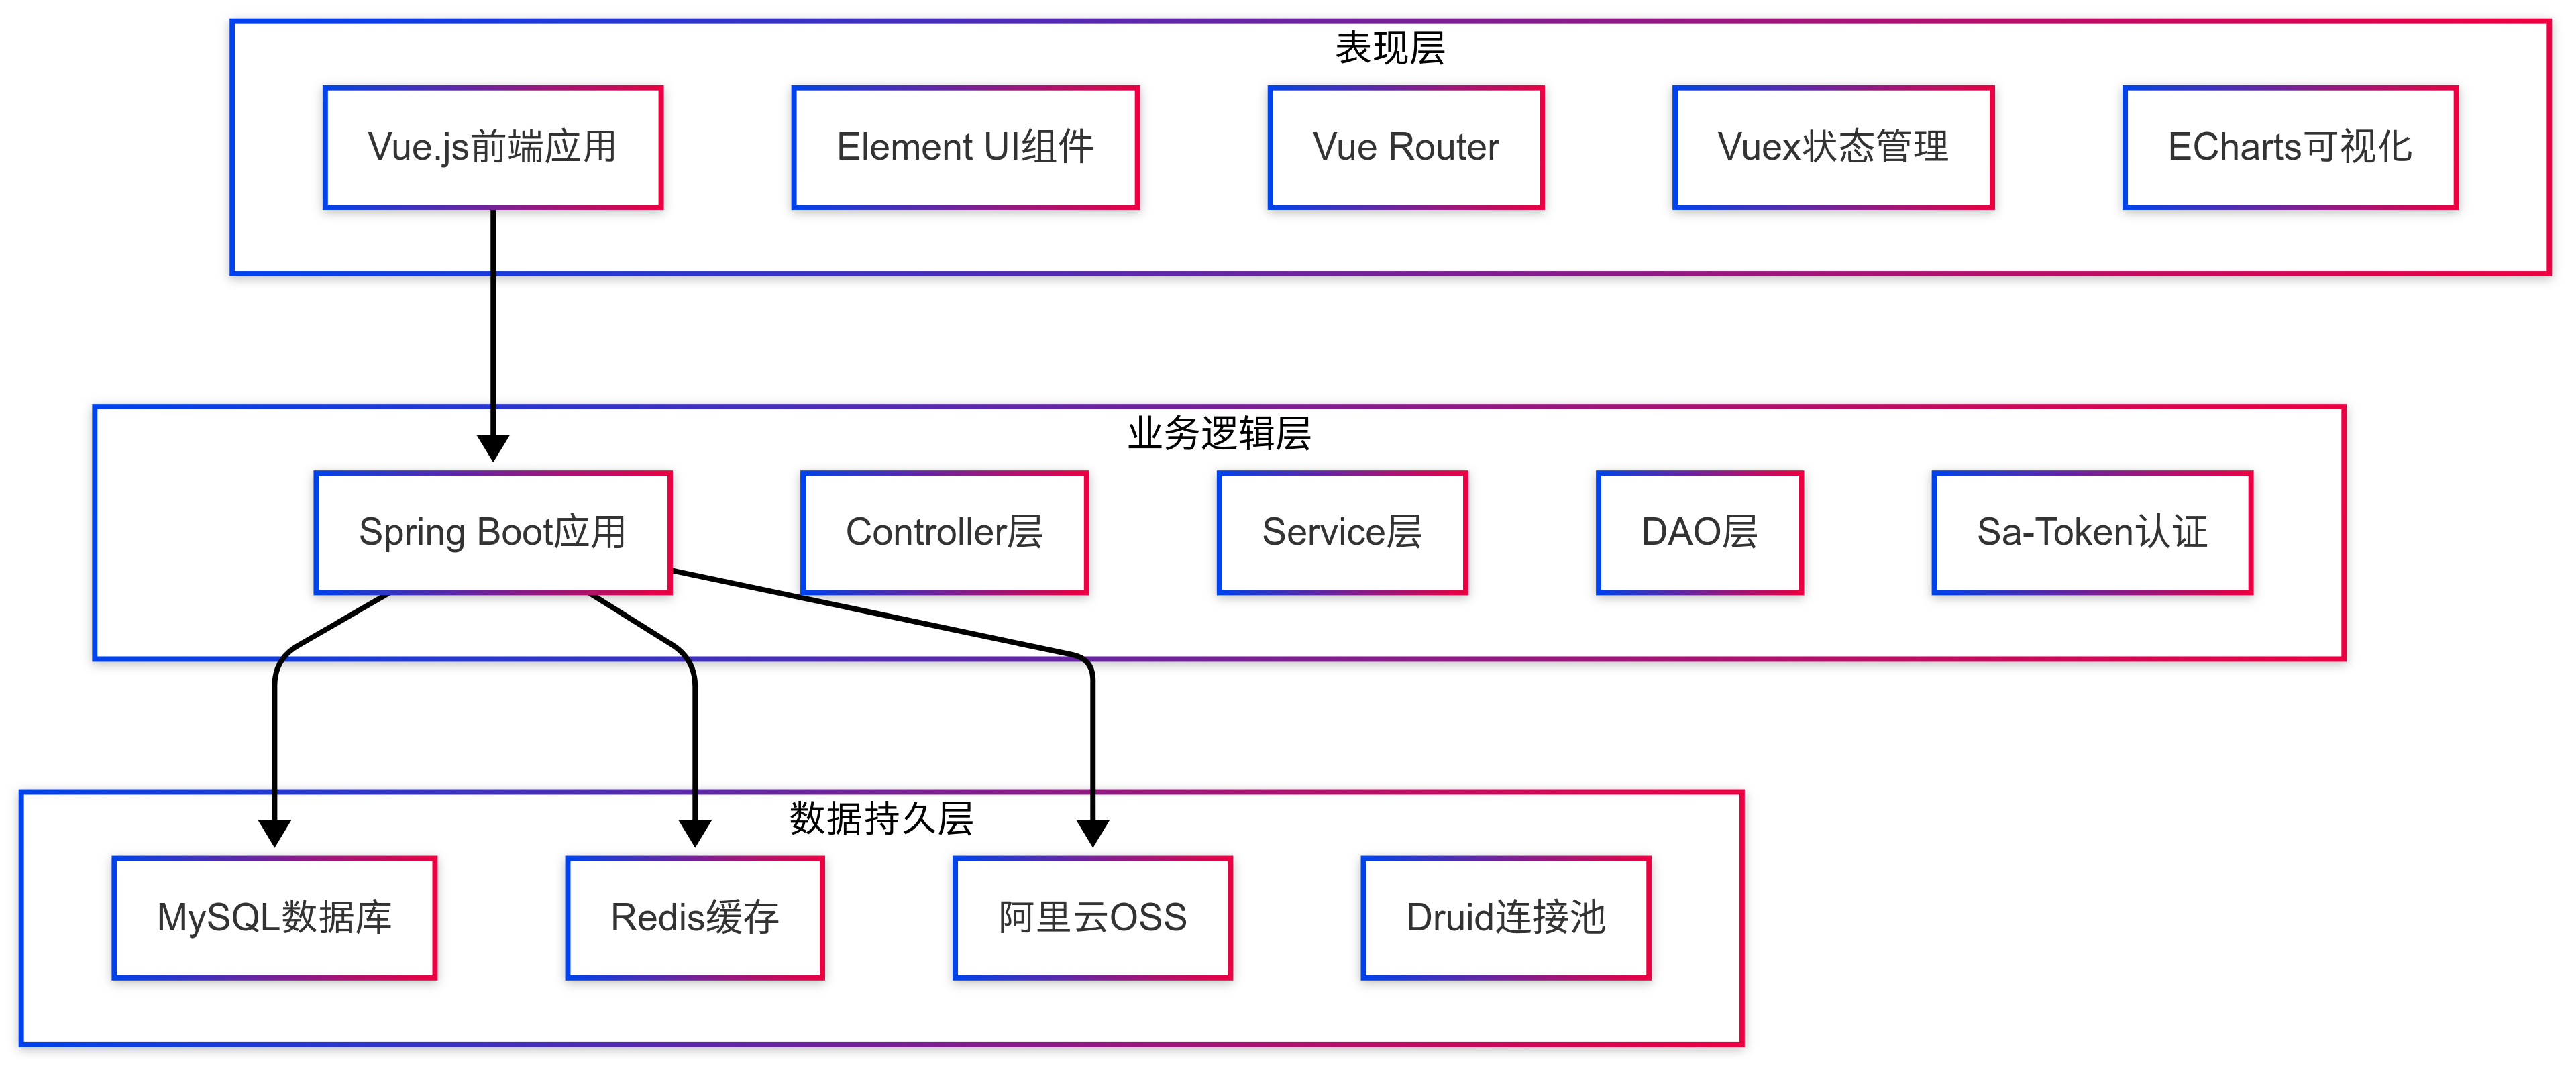 表现层
Vue.js前端应用
Element UI组件
Vue Router
Vuex状态管理
ECharts可视化
业务逻辑层
Spring Boot应用
Controller层
Service层
DAO层
Sa-Token认证
数据持久层
MySQL数据库
Redis缓存
阿里云OSS
Druid连接池